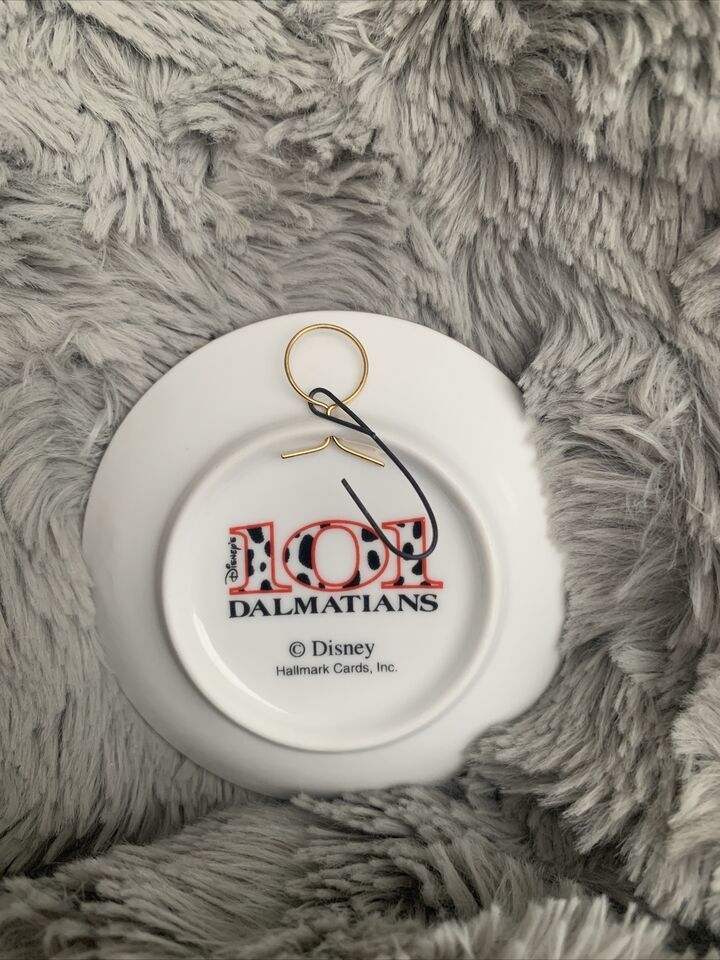 Disney's
101
DALMATIANS
© Disney
Hallmark Cards, Inc.